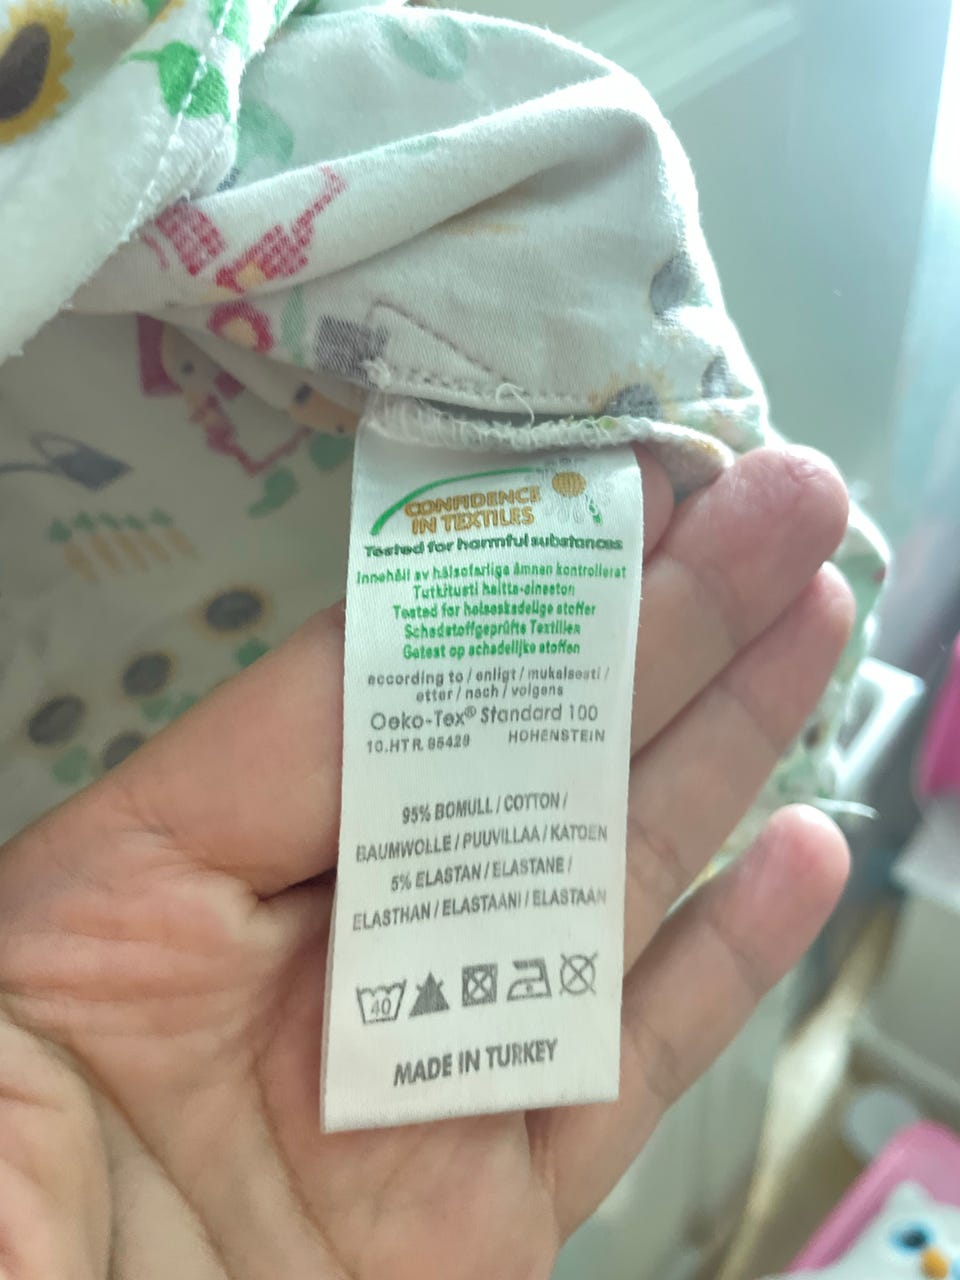 CONFIDENCE
IN TEXTILES
Tested for harmful substances
Innehåll av hälsofarliga ämnen kontrollerat
Tutkitusti haitta-aineeton
Tested for helseskadelige stoffer
Schadstoffgeprüfte Textilien
Getest op schadelijke stoffen
according to / enligt / mukaisesti /
etter / nach / volgens
Oeko-Tex® Standard 100
10.HTR.95429 HOHENSTEIN
95% BOMULL / COTTON /
BAUMWOLLE / PUUVILLAA / KATOEN
5% ELASTAN / ELASTANE /
ELASTHAN / ELASTAANI / ELASTAAN
40
MADE IN TURKEY